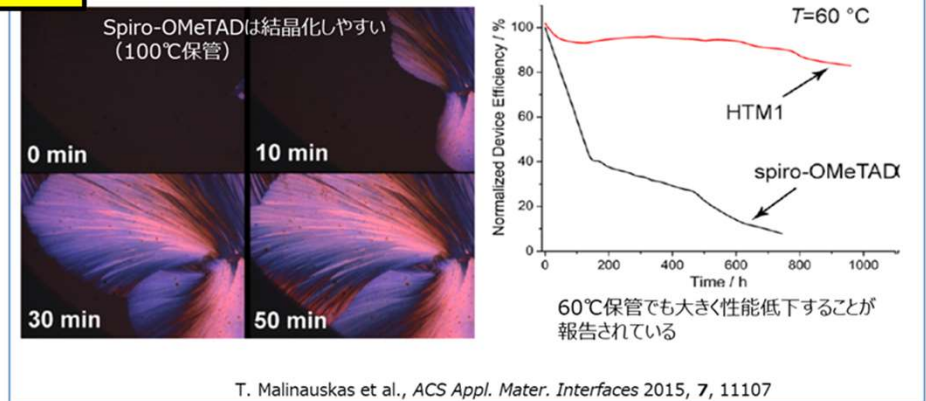 Spiro-OMeTADは結晶化しやすい
（100℃保管）
0 min
10 min
30 min
50 min
Normalized Device Efficiency / %
100
80
60
40
20
0
T=60 °C
HTM1
spiro-OMeTAD
0
200
400
600
800
1000
Time / h
60℃保管でも大きく性能低下することが
報告されている
T. Malinauskas et al., ACS Appl. Mater. Interfaces 2015, 7, 11107